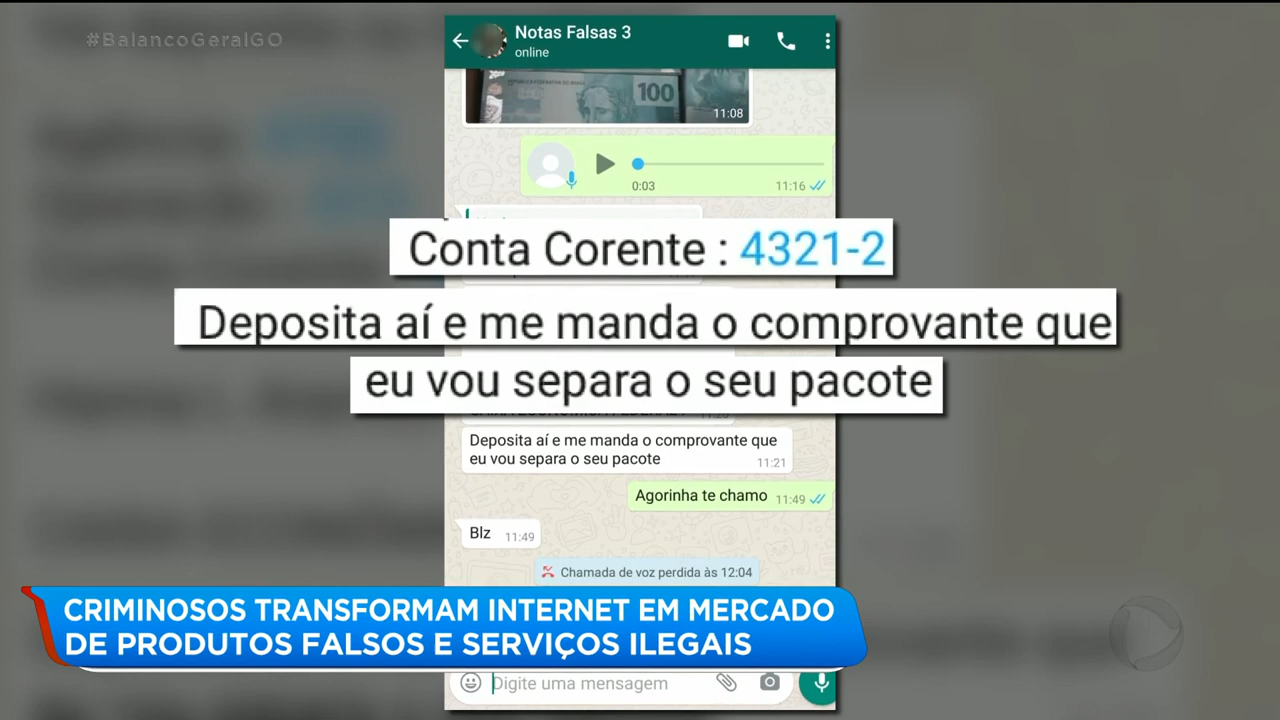 #BalancoGeralGO
Notas Falsas 3
online
100
11:08
0:03
11:16
Conta Corente : 4321-2
Deposita aí e me manda o comprovante que
eu vou separa o seu pacote
Deposita aí e me manda o comprovante que
eu vou separa o seu pacote
11:21
Agorinha te chamo
11:49
Blz
11:49
Chamada de voz perdida às 12:04
CRIMINOSOS TRANSFORMAM INTERNET EM MERCADO
DE PRODUTOS FALSOS E SERVIÇOS ILEGAIS
Digite uma mensagem